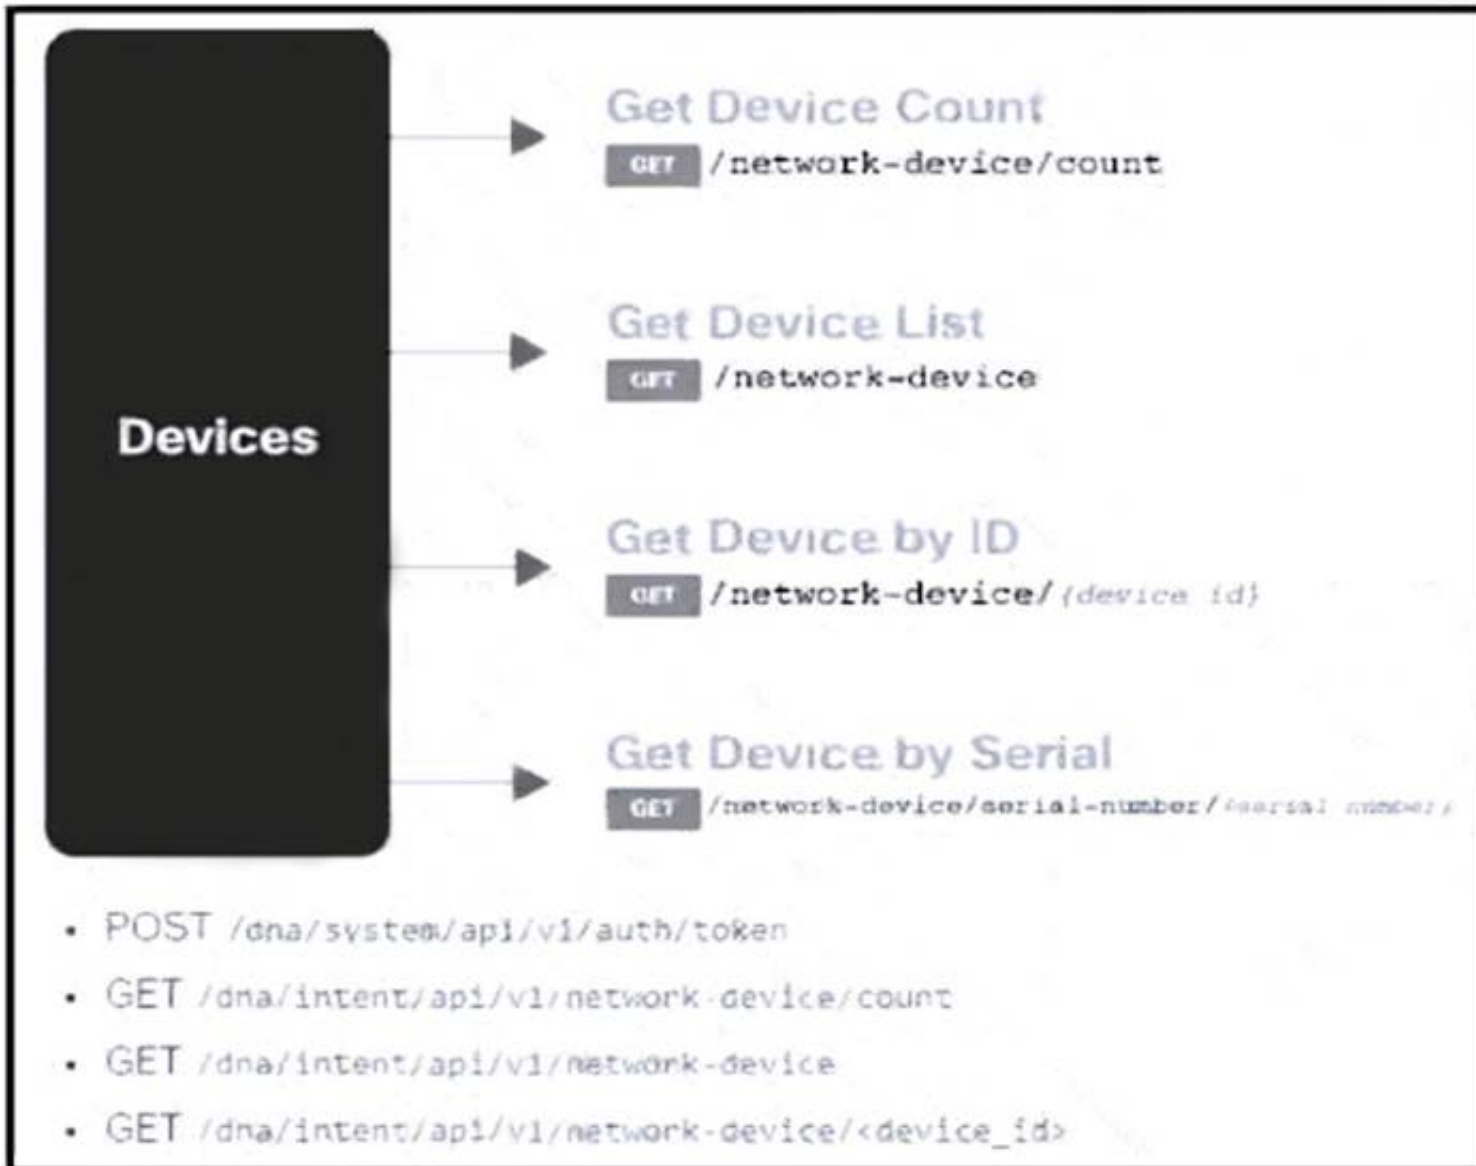 Devices
Get Device Count
GET /network-device/count
Get Device List
GET /network-device
Get Device by ID
GET /network-device/{device id}
Get Device by Serial
GET /network-device/serial-number/{serial number}
• POST /dna/system/api/v1/auth/token
• GET /dna/intent/api/v1/network-device/count
• GET /dna/intent/api/v1/network-device
• GET /dna/intent/api/v1/network-device/<device_id>